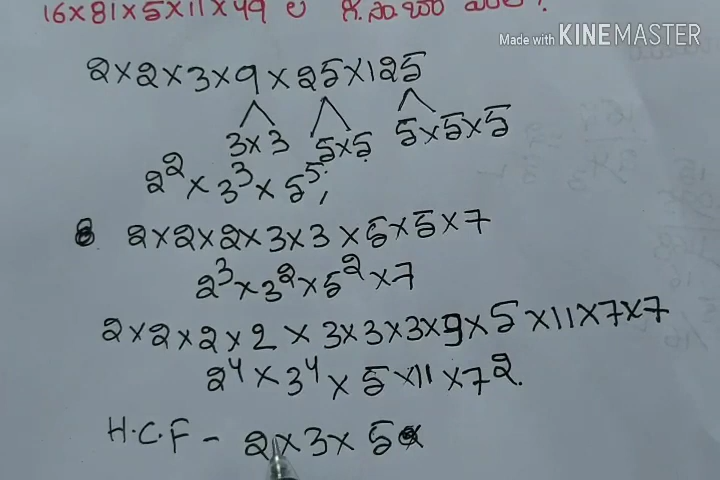 16×81×5×11×49 ల
Made with KINEMASTER
2×2×3×9×25×125
3×3 5×5 5×5×5
2²×3³×5⁵,
8 2×2×2×3×3×5×5×7
2³×3²×5²×7
2×2×2×2×3×3×3×9×5×11×7×7
2⁴×3⁴×5×11×7².
H.C.F - 2×3×5